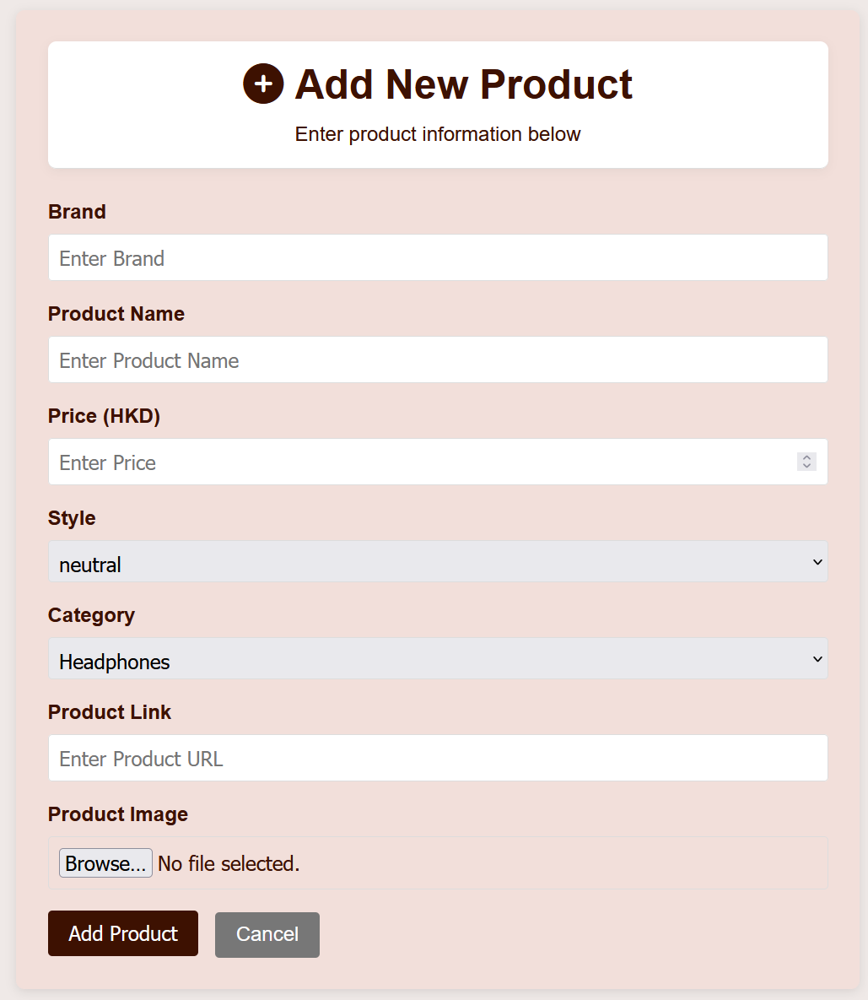 Add New Product
Enter product information below
Brand
Enter Brand
Product Name
Enter Product Name
Price (HKD)
Enter Price
Style
neutral
Category
Headphones
Product Link
Enter Product URL
Product Image
Browse... No file selected.
Add Product Cancel